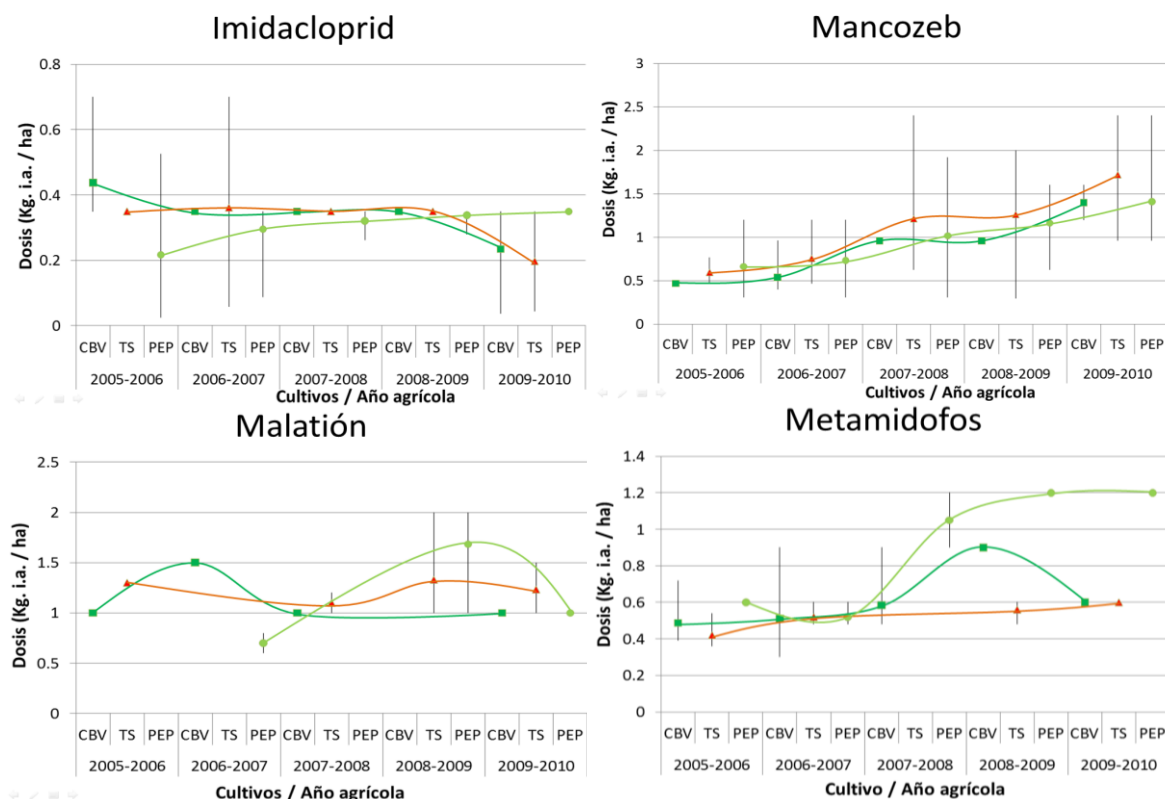 Imidacloprid
Dosis (Kg. i.a. / ha)
0.8
0.6
0.4
0.2
0
CBV TS PEP CBV TS PEP CBV TS PEP CBV TS PEP CBV TS PEP
2005-2006 2006-2007 2007-2008 2008-2009 2009-2010
Cultivos / Año agrícola
Mancozeb
Dosis (Kg. i.a. / ha)
3
2.5
2
1.5
1
0.5
0
CBV TS PEP CBV TS PEP CBV TS PEP CBV TS PEP CBV TS PEP
2005-2006 2006-2007 2007-2008 2008-2009 2009-2010
Cultivos / Año agrícola
Malatión
Dosis (Kg. i.a. / ha)
2.5
2
1.5
1
0.5
0
CBV TS PEP CBV TS PEP CBV TS PEP CBV TS PEP CBV TS PEP
2005-2006 2006-2007 2007-2008 2008-2009 2009-2010
Cultivos / Año agrícola
Metamidofos
Dosis (Kg. i.a. / ha)
1.4
1.2
1
0.8
0.6
0.4
0.2
0
CBV TS PEP CBV TS PEP CBV TS PEP CBV TS PEP CBV TS PEP
2005-2006 2006-2007 2007-2008 2008-2009 2009-2010
Cultivos / Año agrícola